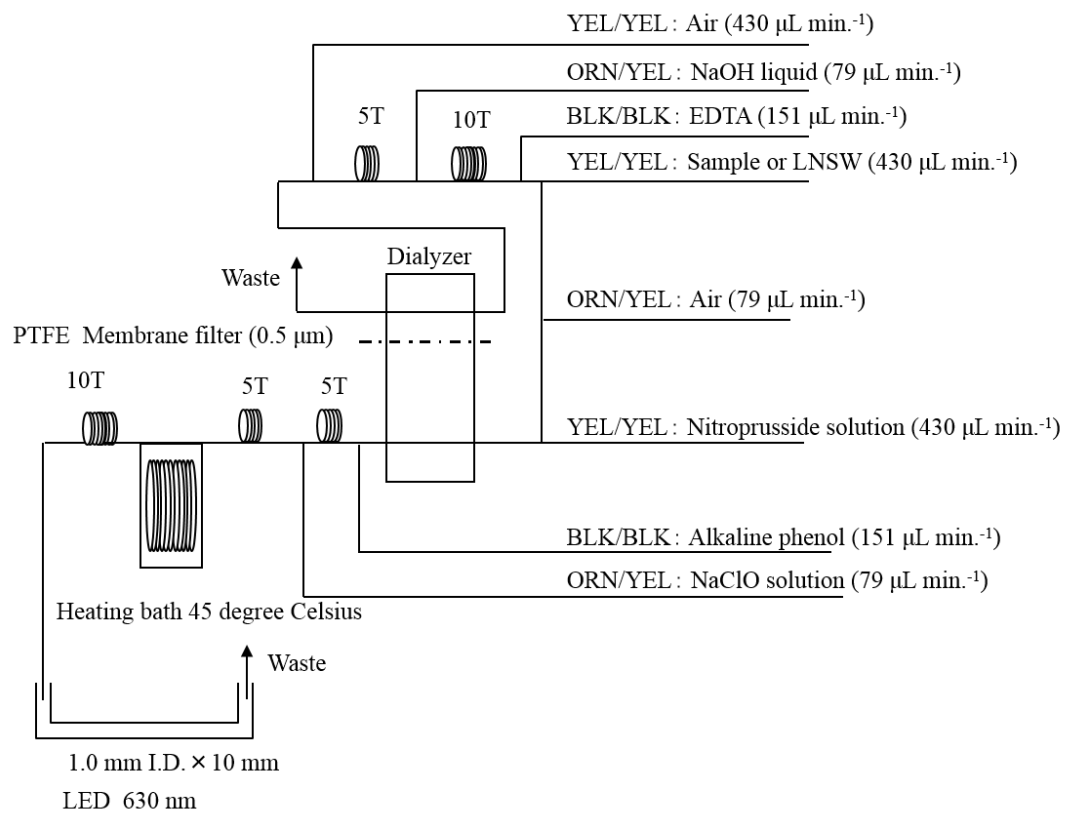 YEL/YEL: Air (430 μL min.⁻¹)
ORN/YEL: NaOH liquid (79 μL min.⁻¹)
5T
10T
BLK/BLK: EDTA (151 μL min.⁻¹)
YEL/YEL: Sample or LNSW (430 μL min.⁻¹)
Dialyzer
Waste
ORN/YEL: Air (79 μL min.⁻¹)
PTFE Membrane filter (0.5 μm)
10T
5T
5T
YEL/YEL: Nitroprusside solution (430 μL min.⁻¹)
BLK/BLK: Alkaline phenol (151 μL min.⁻¹)
ORN/YEL: NaClO solution (79 μL min.⁻¹)
Heating bath 45 degree Celsius
Waste
1.0 mm I.D. × 10 mm
LED 630 nm